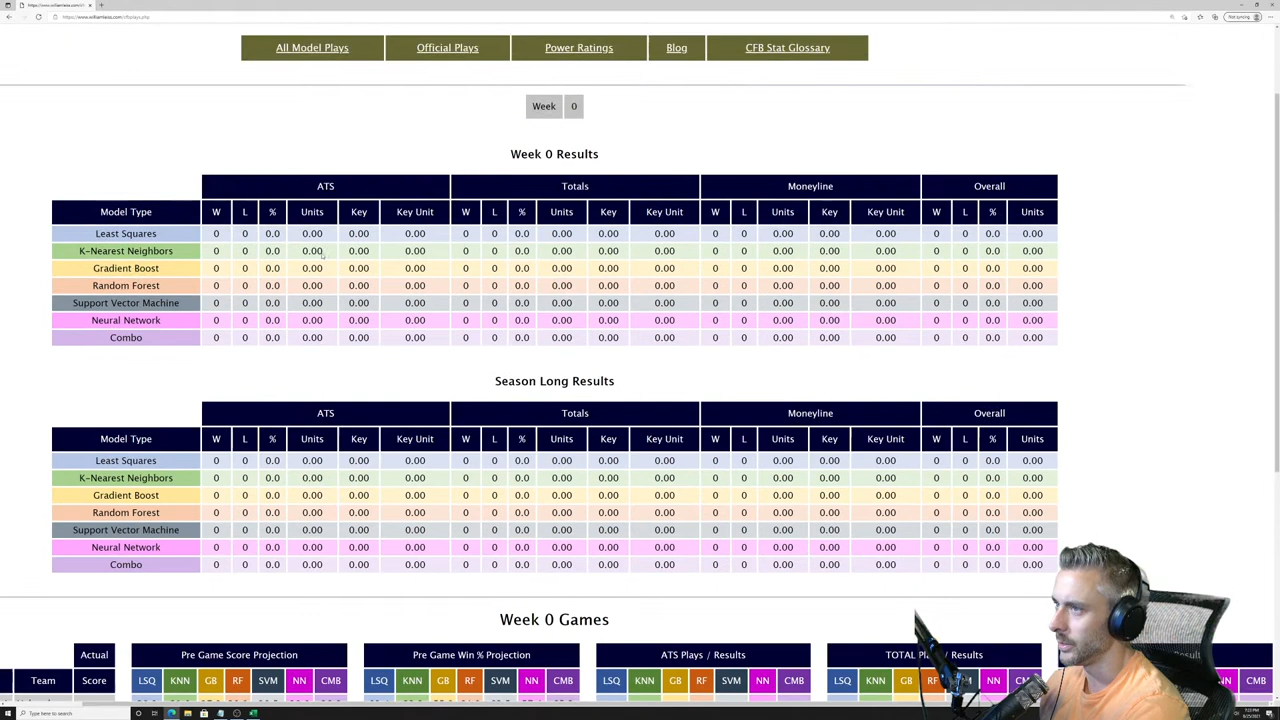 https://www.williamleiss.com/cfbplays.php
Not syncing
All Model Plays Official Plays Power Ratings Blog CFB Stat Glossary
Week 0
Week 0 Results
ATS Totals Moneyline Overall
Model Type W L % Units Key Key Unit W L % Units Key Key Unit W L Units Key Key Unit W L % Units
Least Squares 0 0 0.0 0.00 0.00 0.00 0 0 0.0 0.00 0.00 0.00 0 0 0.00 0.00 0.00 0 0 0.0 0.00
K-Nearest Neighbors 0 0 0.0 0.00 0.00 0.00 0 0 0.0 0.00 0.00 0.00 0 0 0.00 0.00 0.00 0 0 0.0 0.00
Gradient Boost 0 0 0.0 0.00 0.00 0.00 0 0 0.0 0.00 0.00 0.00 0 0 0.00 0.00 0.00 0 0 0.0 0.00
Random Forest 0 0 0.0 0.00 0.00 0.00 0 0 0.0 0.00 0.00 0.00 0 0 0.00 0.00 0.00 0 0 0.0 0.00
Support Vector Machine 0 0 0.0 0.00 0.00 0.00 0 0 0.0 0.00 0.00 0.00 0 0 0.00 0.00 0.00 0 0 0.0 0.00
Neural Network 0 0 0.0 0.00 0.00 0.00 0 0 0.0 0.00 0.00 0.00 0 0 0.00 0.00 0.00 0 0 0.0 0.00
Combo 0 0 0.0 0.00 0.00 0.00 0 0 0.0 0.00 0.00 0.00 0 0 0.00 0.00 0.00 0 0 0.0 0.00
Season Long Results
ATS Totals Moneyline Overall
Model Type W L % Units Key Key Unit W L % Units Key Key Unit W L Units Key Key Unit W L % Units
Least Squares 0 0 0.0 0.00 0.00 0.00 0 0 0.0 0.00 0.00 0.00 0 0 0.00 0.00 0.00 0 0 0.0 0.00
K-Nearest Neighbors 0 0 0.0 0.00 0.00 0.00 0 0 0.0 0.00 0.00 0.00 0 0 0.00 0.00 0.00 0 0 0.0 0.00
Gradient Boost 0 0 0.0 0.00 0.00 0.00 0 0 0.0 0.00 0.00 0.00 0 0 0.00 0.00 0.00 0 0 0.0 0.00
Random Forest 0 0 0.0 0.00 0.00 0.00 0 0 0.0 0.00 0.00 0.00 0 0 0.00 0.00 0.00 0 0 0.0 0.00
Support Vector Machine 0 0 0.0 0.00 0.00 0.00 0 0 0.0 0.00 0.00 0.00 0 0 0.00 0.00 0.00 0 0 0.0 0.00
Neural Network 0 0 0.0 0.00 0.00 0.00 0 0 0.0 0.00 0.00 0.00 0 0 0.00 0.00 0.00 0 0 0.0 0.00
Combo 0 0 0.0 0.00 0.00 0.00 0 0 0.0 0.00 0.00 0.00 0 0 0.00 0.00 0.00 0 0 0.0 0.00
Week 0 Games
Actual Pre Game Score Projection Pre Game Win % Projection ATS Plays / Results TOTAL Results Results
Team Score LSQ KNN GB RF SVM NN CMB LSQ KNN GB RF SVM NN CMB LSQ KNN GB RF SVM NN CMB LSQ KNN GB RF NN SVM NN CMB
Type here to search
7:23 PM
8/25/2021